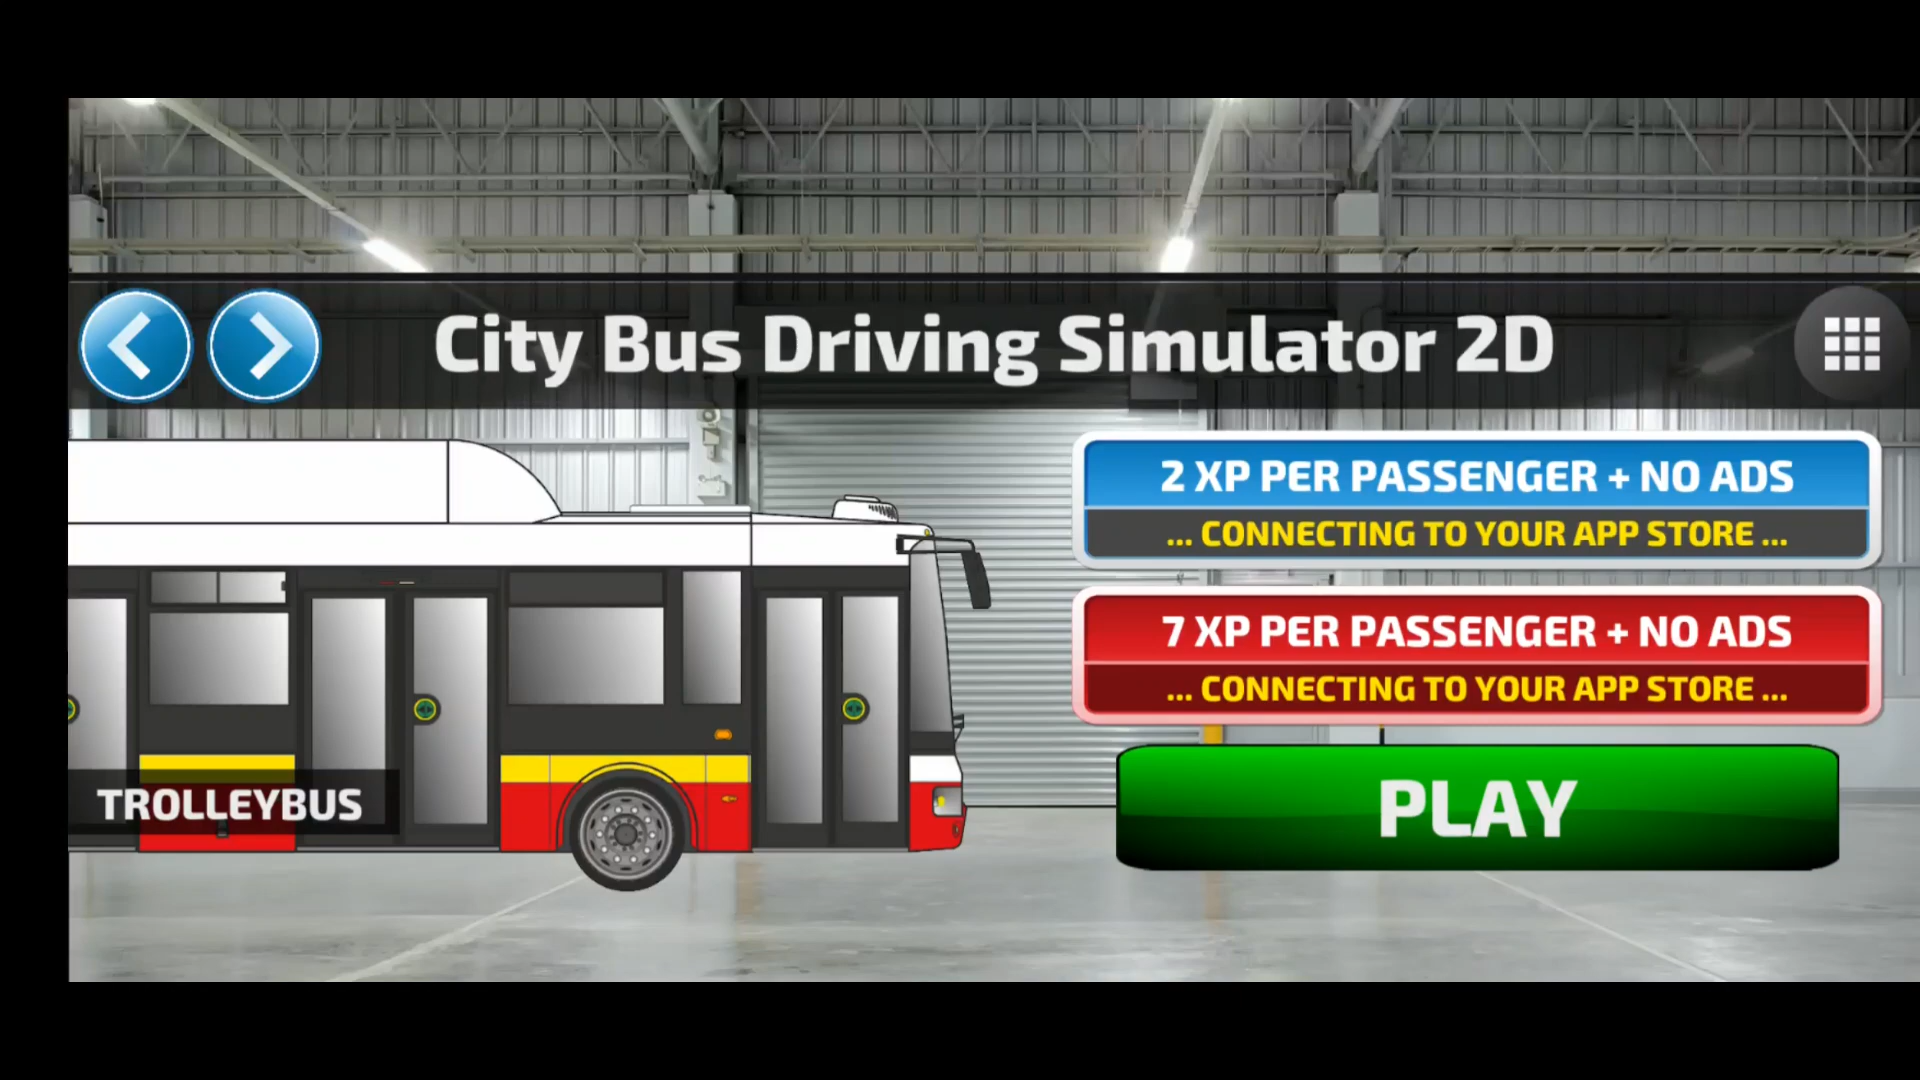 City Bus Driving Simulator 2D
2 XP PER PASSENGER + NO ADS
... CONNECTING TO YOUR APP STORE ...
7 XP PER PASSENGER + NO ADS
... CONNECTING TO YOUR APP STORE ...
TROLLEYBUS
PLAY